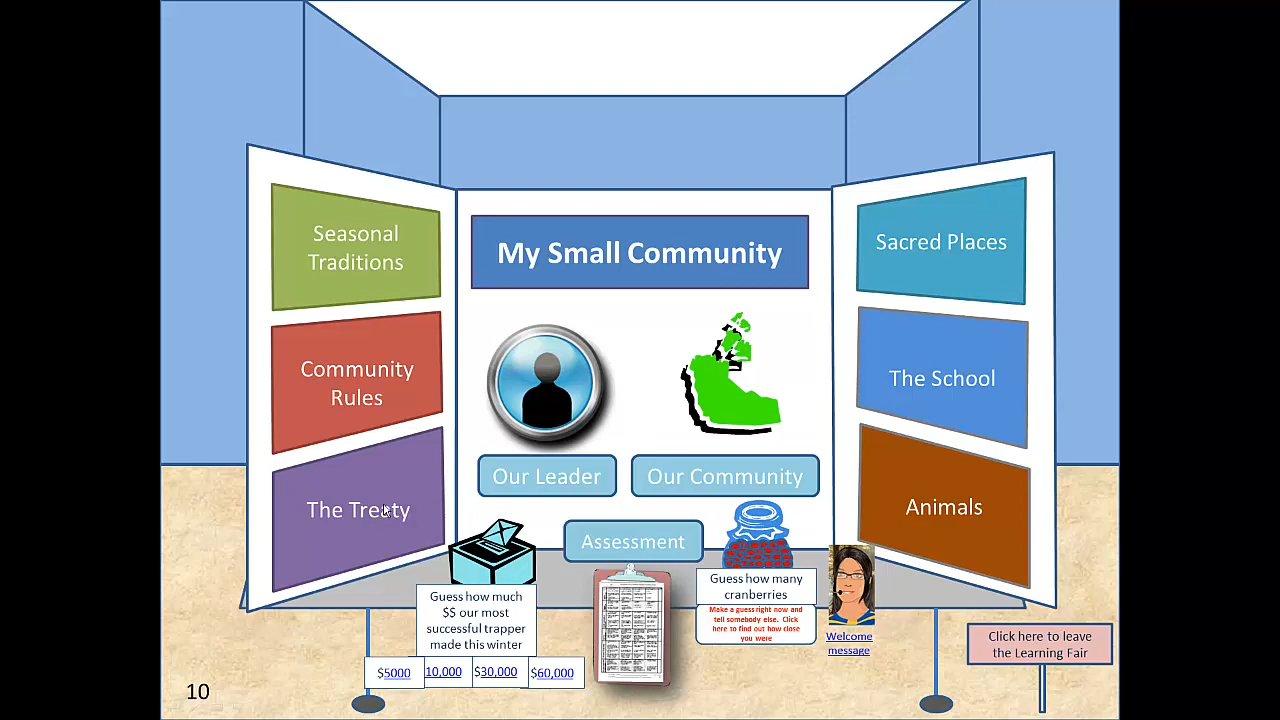 Seasonal
Traditions
Community
Rules
The Treaty
My Small Community
Our Leader
Our Community
Assessment
Sacred Places
The School
Animals
Guess how much
$$ our most
successful trapper
made this winter
$5000
10,000
$30,000
$60,000
Guess how many
cranberries
Make a guess right now and
tell somebody else. Click
here to find out how close
you were
Welcome
message
Click here to leave
the Learning Fair
10